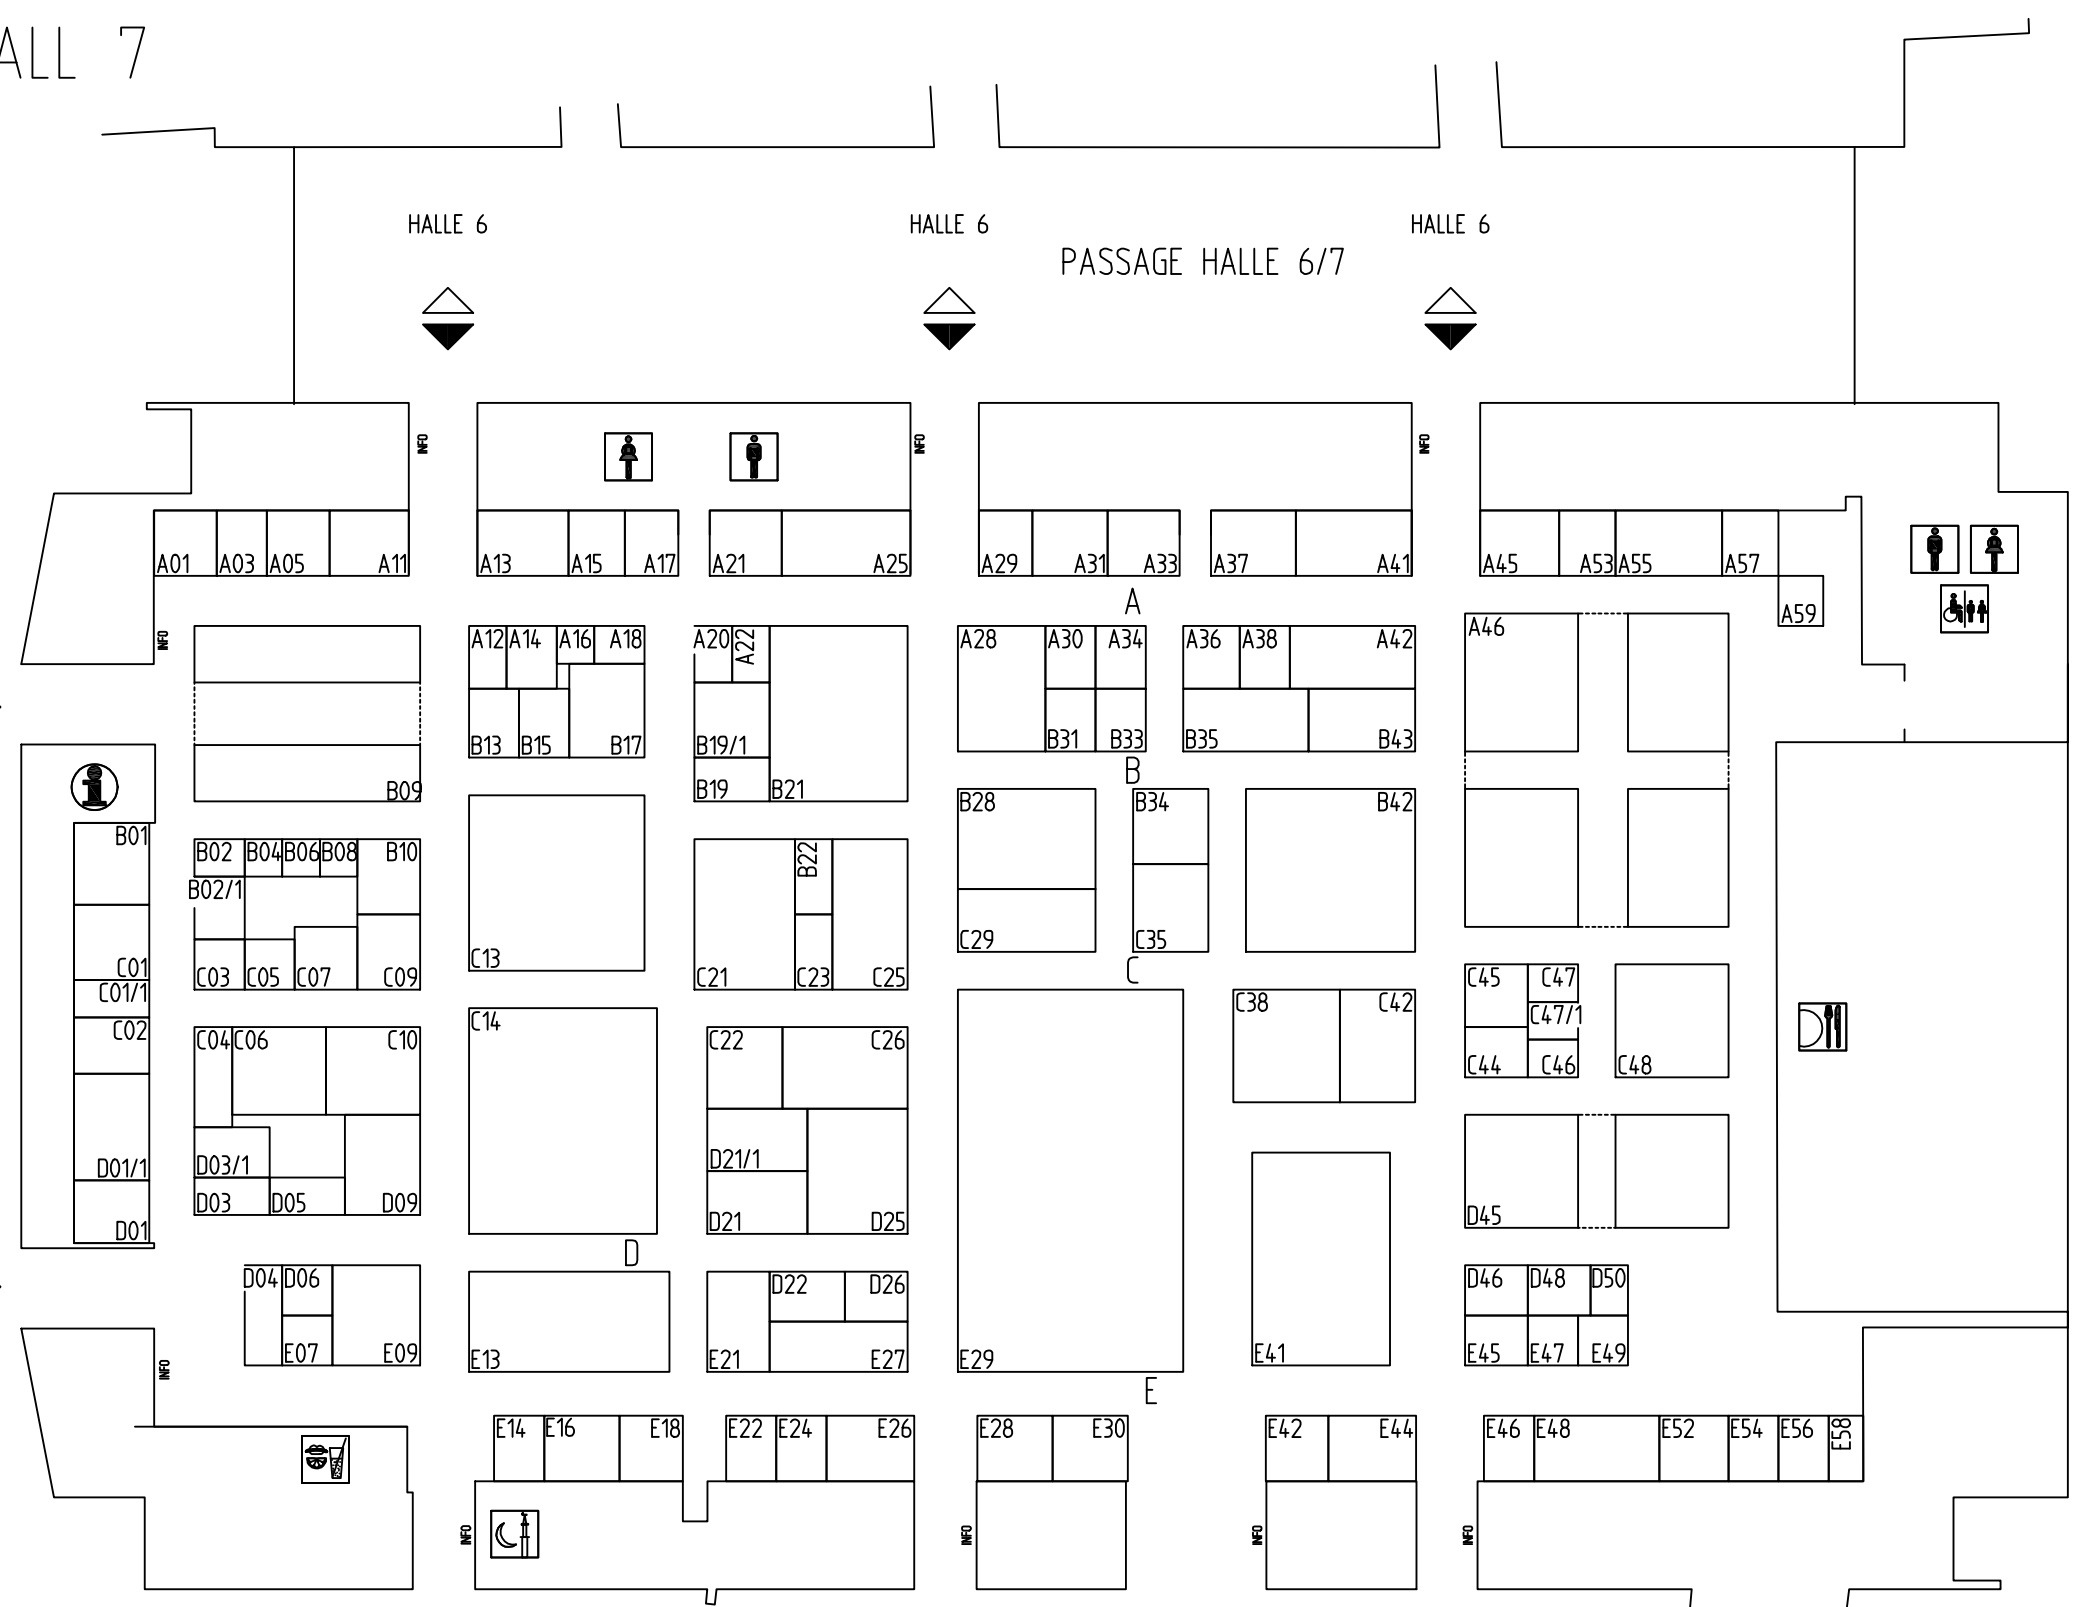 ALL 7
HALLE 6 HALLE 6 HALLE 6
PASSAGE HALLE 6/7
INFO INFO INFO
A01 A03 A05 A11 A13 A15 A17 A21 A25 A29 A31 A33 A37 A41 A45 A53 A55 A57
A
A59
INFO A12 A14 A16 A18 A20 A22 A28 A30 A34 A36 A38 A42 A46
B13 B15 B17 B19/1 B31 B33 B35 B43
B
B09 B19 B21 B28 B34 B42
B01 B02 B04 B06 B08 B10 B22
B02/1
C29 C35
C13 C
C01 C03 C05 C07 C09 C21 C23 C25 C45 C47
C01/1 C38 C42
C14 C47/1
C02 C04 C06 C10 C22 C26
C44 C46 C48
D01/1 D03/1 D21/1
D03 D05 D09 D21 D25 D45
D01
D
D04 D06 D22 D26 D46 D48 D50
E07 E09 E13 E21 E27 E29 E41 E45 E47 E49
INFO
E
E14 E16 E18 E22 E24 E26 E28 E30 E42 E44 E46 E48 E52 E54 E56 E58
INFO INFO INFO INFO